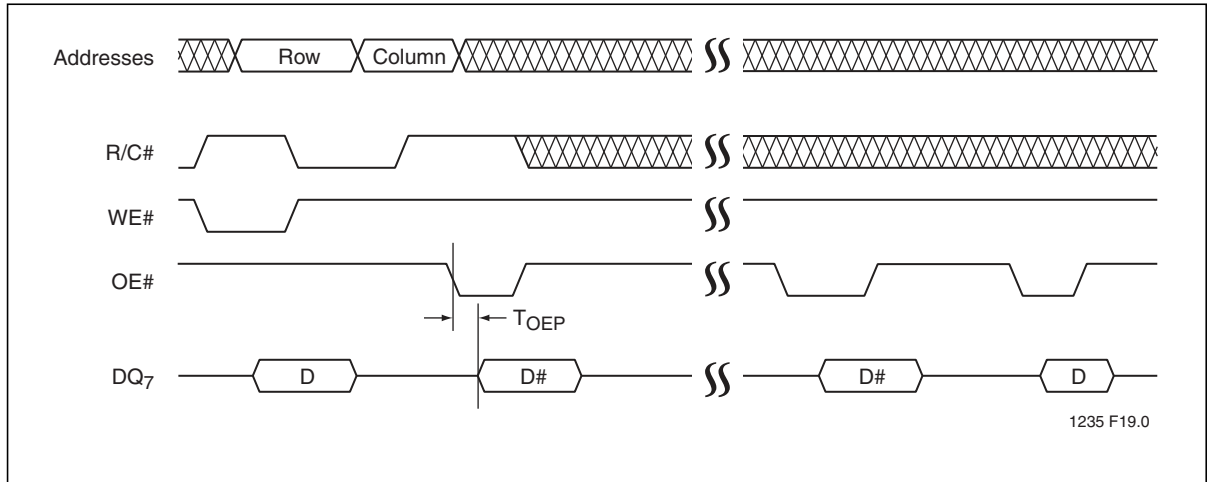 Addresses Row Column
R/C#
WE#
OE#
TOEP
DQ7 D D# D# D
1235 F19.0